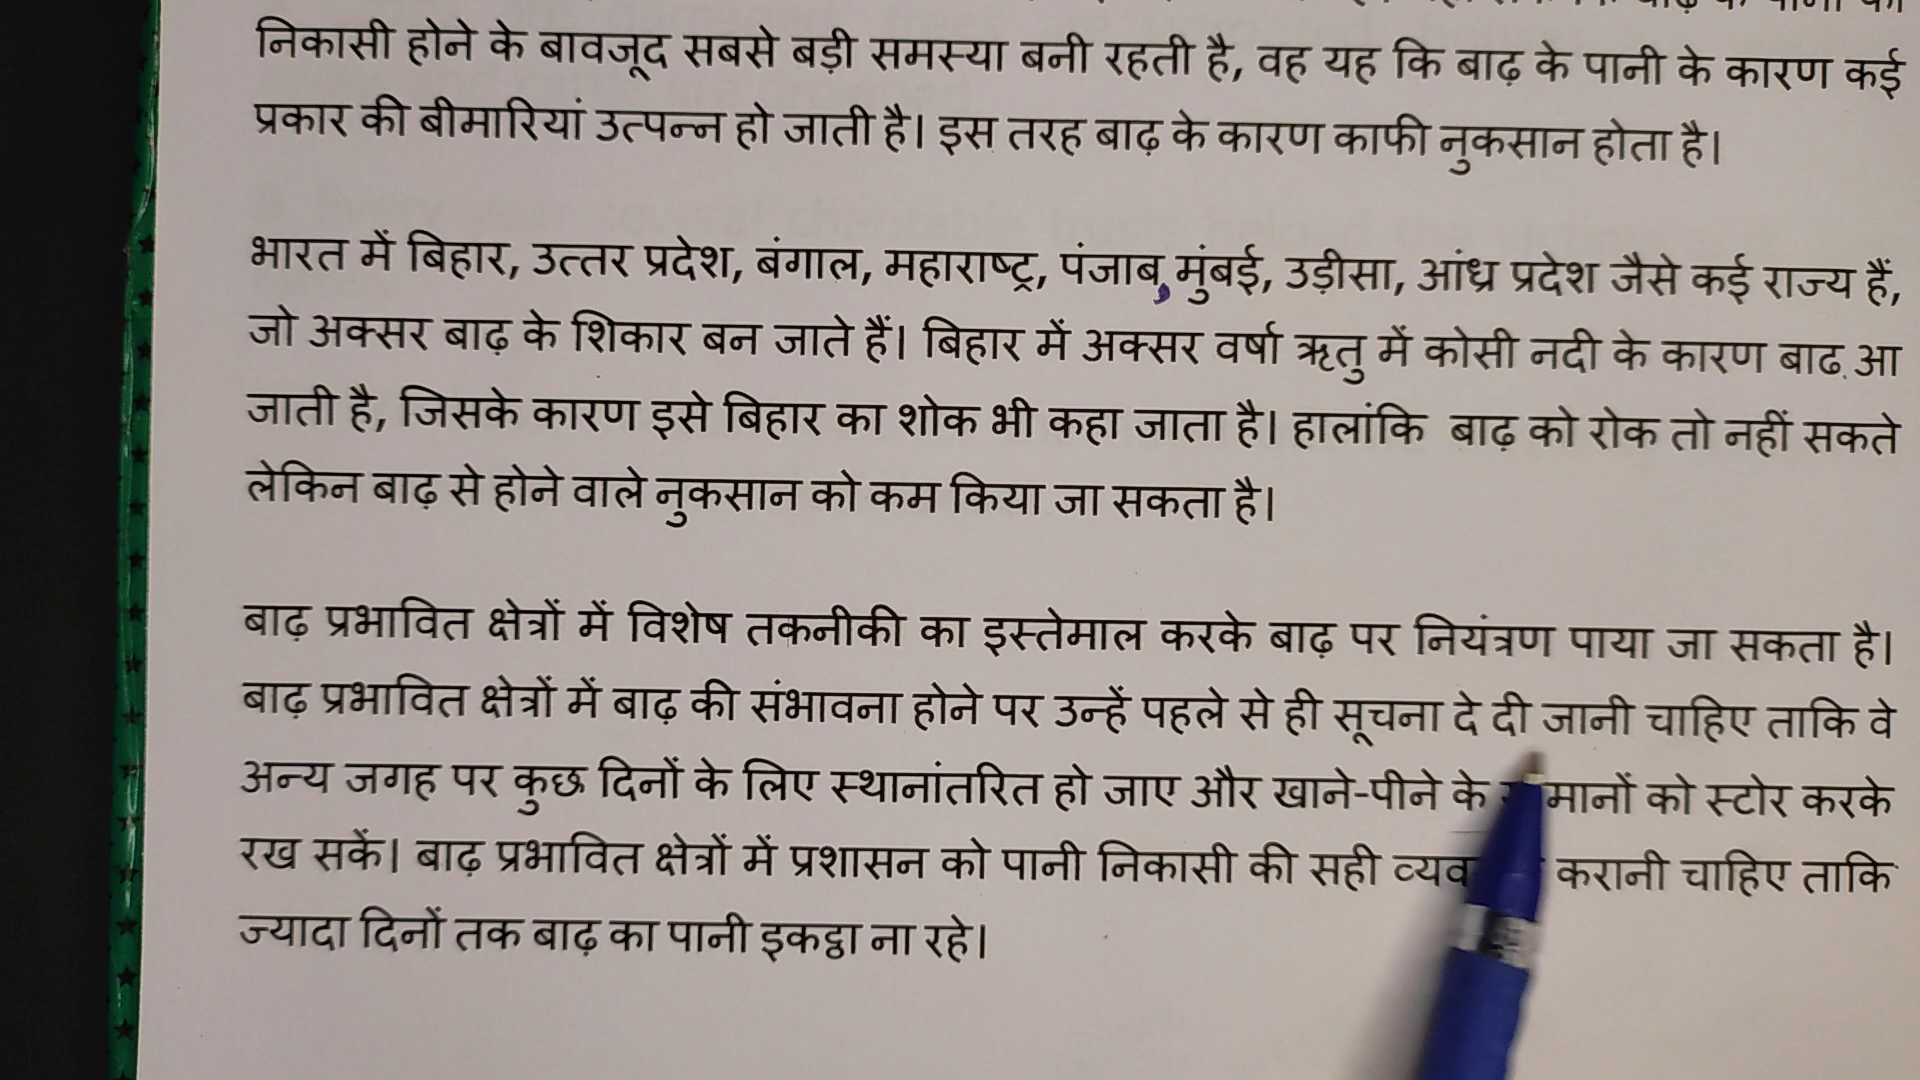 निकासी होने के बावजूद सबसे बड़ी समस्या बनी रहती है, वह यह कि बाढ़ के पानी के कारण कई
प्रकार की बीमारियां उत्पन्न हो जाती है। इस तरह बाढ़ के कारण काफी नुकसान होता है।
भारत में बिहार, उत्तर प्रदेश, बंगाल, महाराष्ट्र, पंजाब,मुंबई, उड़ीसा, आंध्र प्रदेश जैसे कई राज्य हैं,
जो अक्सर बाढ़ के शिकार बन जाते हैं। बिहार में अक्सर वर्षा ऋतु में कोसी नदी के कारण बाढ़ आ
जाती है, जिसके कारण इसे बिहार का शोक भी कहा जाता है। हालांकि बाढ़ को रोक तो नहीं सकते
लेकिन बाढ़ से होने वाले नुकसान को कम किया जा सकता है।
बाढ़ प्रभावित क्षेत्रों में विशेष तकनीकी का इस्तेमाल करके बाढ़ पर नियंत्रण पाया जा सकता है।
बाढ़ प्रभावित क्षेत्रों में बाढ़ की संभावना होने पर उन्हें पहले से ही सूचना दे दी जानी चाहिए ताकि वे
अन्य जगह पर कुछ दिनों के लिए स्थानांतरित हो जाए और खाने-पीने के को स्टोर करके
रख सकें। बाढ़ प्रभावित क्षेत्रों में प्रशासन को पानी निकासी की सही करानी चाहिए ताकि
ज्यादा दिनों तक बाढ़ का पानी इकट्ठा ना रहे।